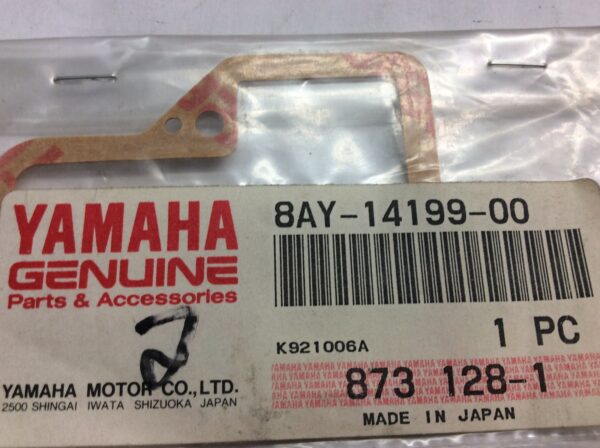 YAMAHA
GENUINE
Parts & Accessories
2
YAMAHA MOTOR CO.,LTD.
2500 SHINGAI IWATA SHIZUOKA JAPAN
8AY-14199-00
K921006A
1 PC
873 128-1
MADE IN JAPAN